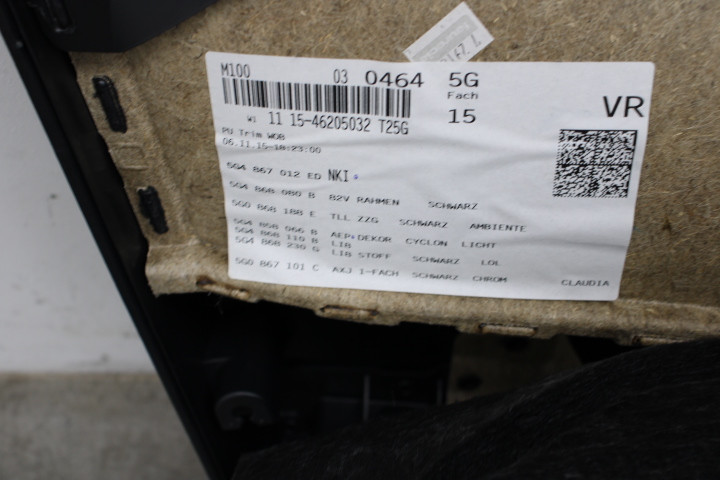 M100 03 0464 5G
Fach
15
VR
W1 11 15-46205032 T25G
PU Trim WOB
06.11.15-18:23:00
5G4 867 012 ED NKI
5G4 868 080 B 82V RAHMEN SCHWARZ
5G0 868 188 E TLL ZZG SCHWARZ AMBIENTE
5G4 858 066 B AEP DEKOR CYCLON LICHT
5G4 868 110 B LIB
5G4 868 230 G LIB STOFF SCHWARZ LOL
5G0 867 101 C AXJ 1-FACH SCHWARZ CHROM
CLAUDIA